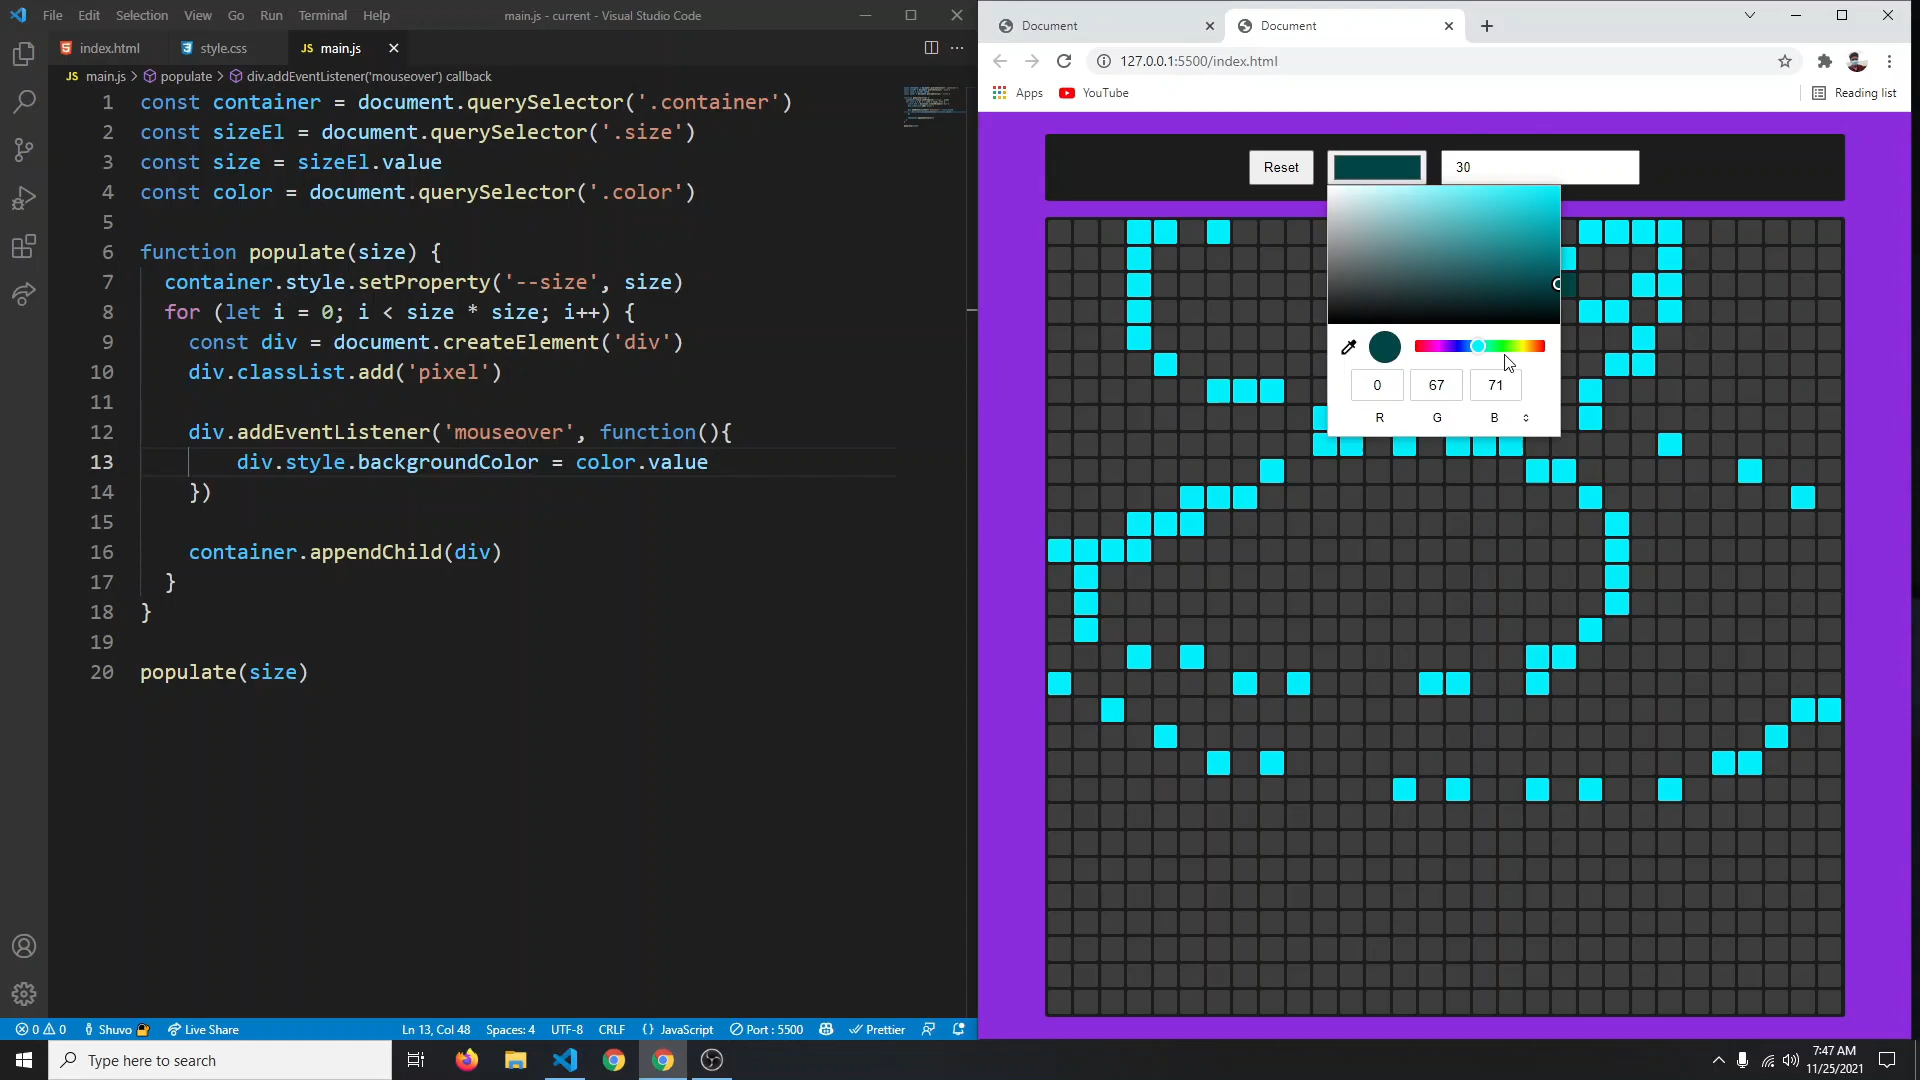 File Edit Selection View Go Run Terminal Help
main.js - current - Visual Studio Code
index.html
style.css
JS main.js
JS main.js > populate > div.addEventListener('mouseover') callback
1 const container = document.querySelector('.container')
2 const sizeEl = document.querySelector('.size')
3 const size = sizeEl.value
4 const color = document.querySelector('.color')
5
6 function populate(size) {
7 container.style.setProperty('--size', size)
8 for (let i = 0; i < size * size; i++) {
9 const div = document.createElement('div')
10 div.classList.add('pixel')
11
12 div.addEventListener('mouseover', function(){
13 div.style.backgroundColor = color.value
14 })
15
16 container.appendChild(div)
17 }
18 }
19
20 populate(size)
0 0 Shuvo Live Share
Ln 13, Col 48 Spaces: 4 UTF-8 CRLF {} JavaScript Port : 5500 Prettier
Document
Document
127.0.0.1:5500/index.html
Apps YouTube
Reading list
Reset
30
0 67 71
R G B
Type here to search
7:47 AM
11/25/2021